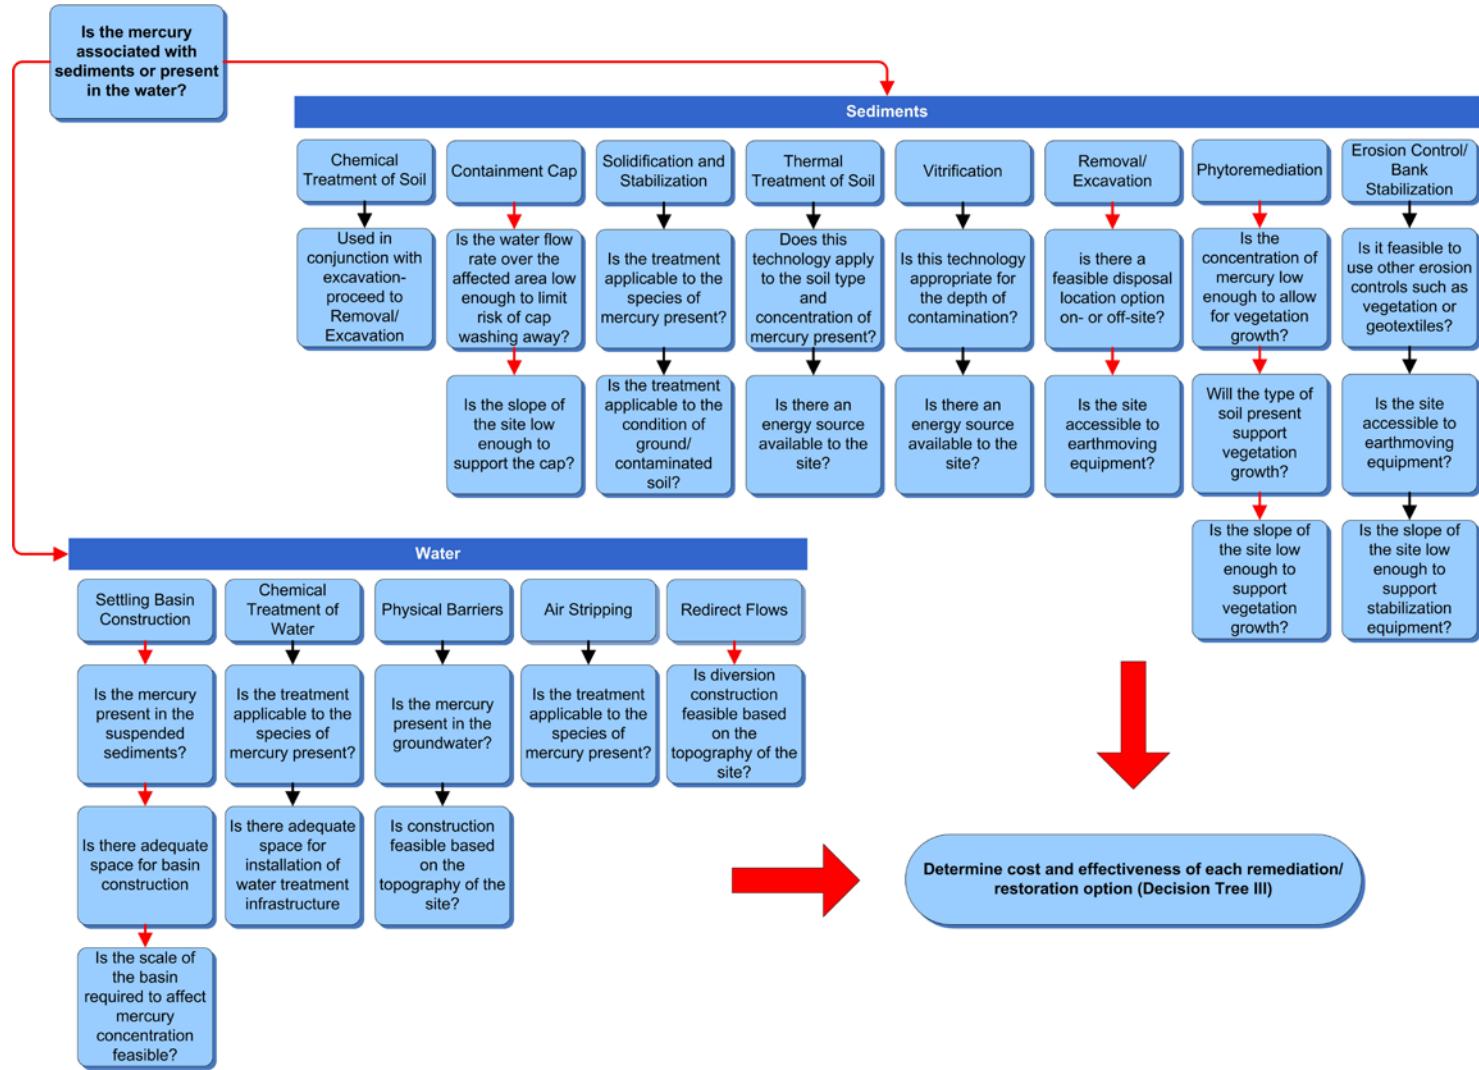 Is the mercury
associated with
sediments or present
in the water?
Sediments
Chemical
Treatment of Soil
Used in
conjunction with
excavation-
proceed to
Removal/
Excavation
Containment Cap
Is the water flow
rate over the
affected area low
enough to limit
risk of cap
washing away?
Is the slope of
the site low
enough to
support the cap?
Solidification and
Stabilization
Is the treatment
applicable to the
species of
mercury present?
Is the treatment
applicable to the
condition of
ground/
contaminated
soil?
Thermal
Treatment of Soil
Does this
technology apply
to the soil type
and
concentration of
mercury present?
Is there an
energy source
available to the
site?
Vitrification
Is this technology
appropriate for
the depth of
contamination?
Is there an
energy source
available to the
site?
Removal/
Excavation
is there a
feasible disposal
location option
on- or off-site?
Is the site
accessible to
earthmoving
equipment?
Phytoremediation
Is the
concentration of
mercury low
enough to allow
for vegetation
growth?
Will the type of
soil present
support
vegetation
growth?
Is the slope of
the site low
enough to
support
vegetation
growth?
Erosion Control/
Bank
Stabilization
Is it feasible to
use other erosion
controls such as
vegetation or
geotextiles?
Is the site
accessible to
earthmoving
equipment?
Is the slope of
the site low
enough to
support
stabilization
equipment?
Water
Settling Basin
Construction
Is the mercury
present in the
suspended
sediments?
Is there adequate
space for basin
construction
Is the scale of
the basin
required to affect
mercury
concentration
feasible?
Chemical
Treatment of
Water
Is the treatment
applicable to the
species of
mercury present?
Is there adequate
space for
installation of
water treatment
infrastructure
Physical Barriers
Is the mercury
present in the
groundwater?
Is construction
feasible based
on the
topography of the
site?
Air Stripping
Is the treatment
applicable to the
species of
mercury present?
Redirect Flows
Is diversion
construction
feasible based
on the
topography of the
site?
Determine cost and effectiveness of each remediation/
restoration option (Decision Tree III)